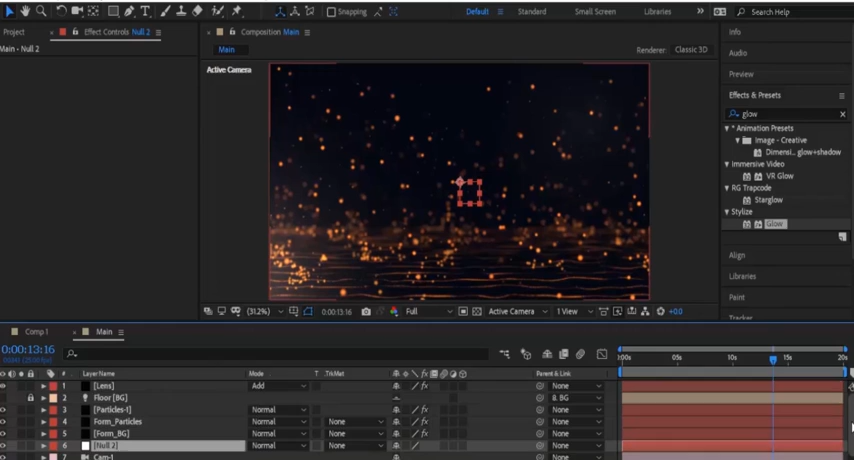 Snapping
Default
Standard
Small Screen
Libraries
Search Help
Project
Effect Controls Null 2
Main • Null 2
Composition Main
Main
Renderer: Classic 3D
Active Camera
Info
Audio
Preview
Effects & Presets
glow
* Animation Presets
Image - Creative
Dimensi... glow+shadow
Immersive Video
VR Glow
RG Trapcode
Starglow
Stylize
Glow
Align
Libraries
Paint
Tracker
(31.2%)
0:00:13:16
Full
Active Camera
1 View
+0.0
Comp 1
Main
0:00:13:16
:00s 05s 10s 15s 20s
# Layer Name Mode T .TrkMat Parent & Link
1 [Lens] Add None
2 Floor [BG] 8. BG
3 [Particles-1] Normal None
4 Form_Particles Normal None None
5 [Form_BG] Normal None None
6 [Null 2] Normal None None
7 Cam-1 None